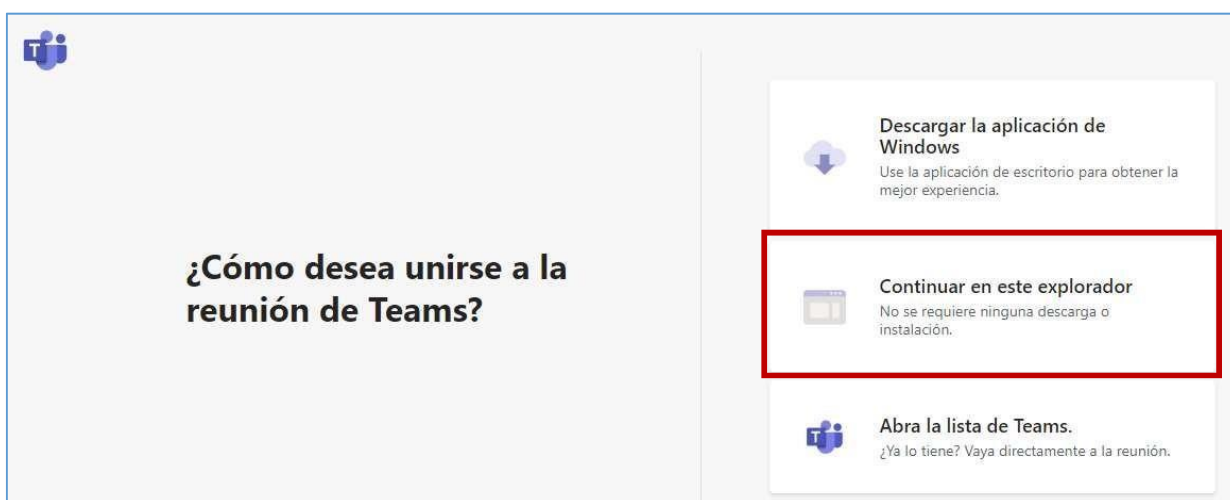 ¿Cómo desea unirse a la
reunión de Teams?
Descargar la aplicación de
Windows
Use la aplicación de escritorio para obtener la
mejor experiencia.
Continuar en este explorador
No se requiere ninguna descarga o
instalación.
Abra la lista de Teams.
¿Ya lo tiene? Vaya directamente a la reunión.